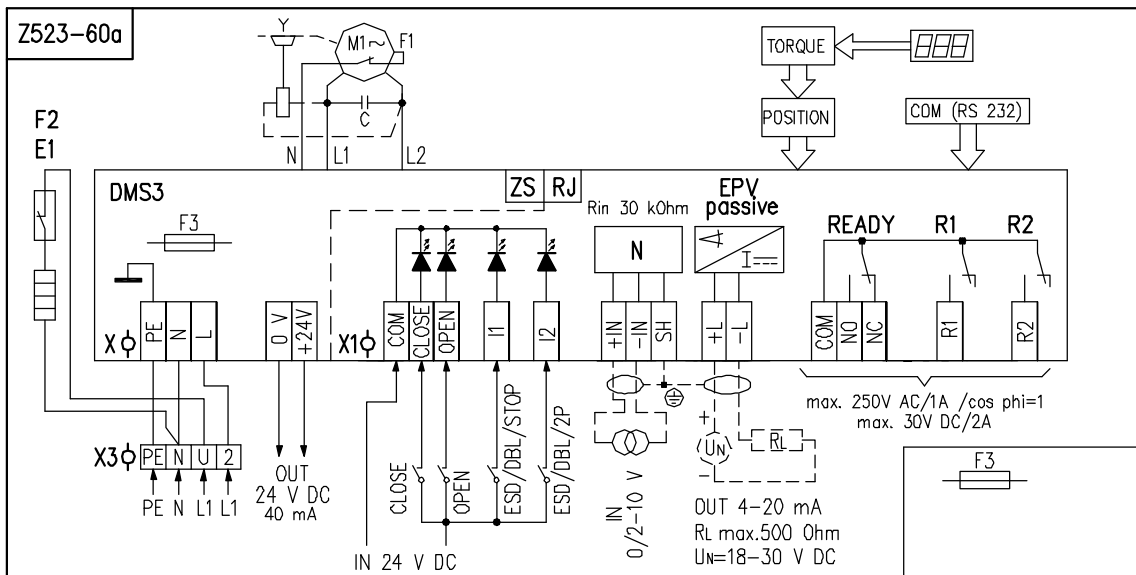 Z523-60a
Y
M1 ~
F1
C
N
L1
L2
TORQUE
POSITION
COM (RS 232)
F2
E1
DMS3
F3
ZS
RJ
Rin 30 kOhm
EPV
passive
N
I
READY
R1
R2
X
PE
N
L
0 V
+24V
X1
COM
CLOSE
OPEN
I1
I2
+IN
-IN
SH
+L
-L
COM
NO
NC
R1
R2
max. 250V AC/1A /cos phi=1
max. 30V DC/2A
X3
PE
N
U
2
PE
N
L1
L1
OUT
24 V DC
40 mA
CLOSE
OPEN
ESD/DBL/STOP
ESD/DBL/2P
IN 24 V DC
IN
0/2-10 V
+
UN
-
RL
OUT 4-20 mA
RL max.500 Ohm
UN=18-30 V DC
F3